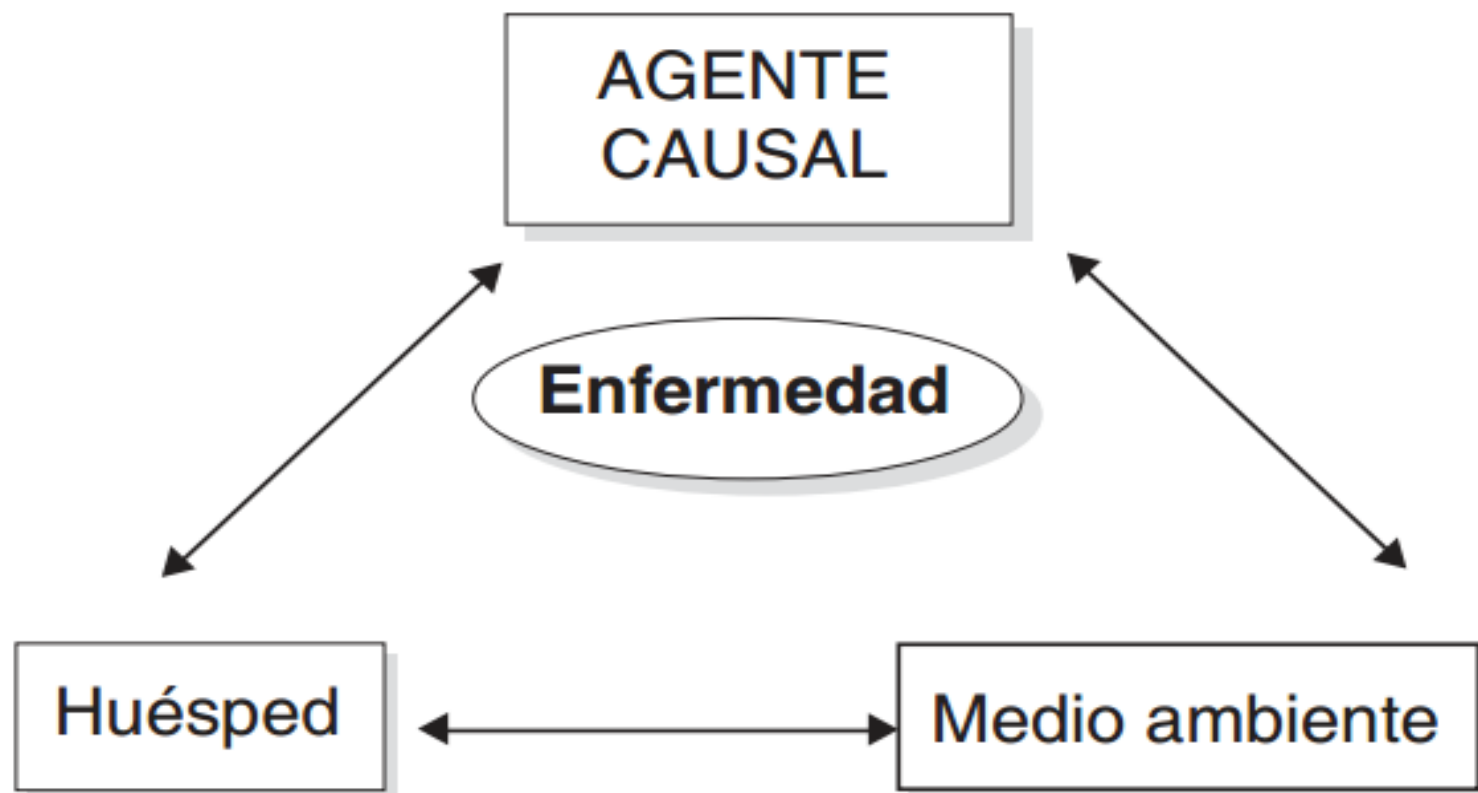 AGENTE
CAUSAL
Enfermedad
Huésped
Medio ambiente